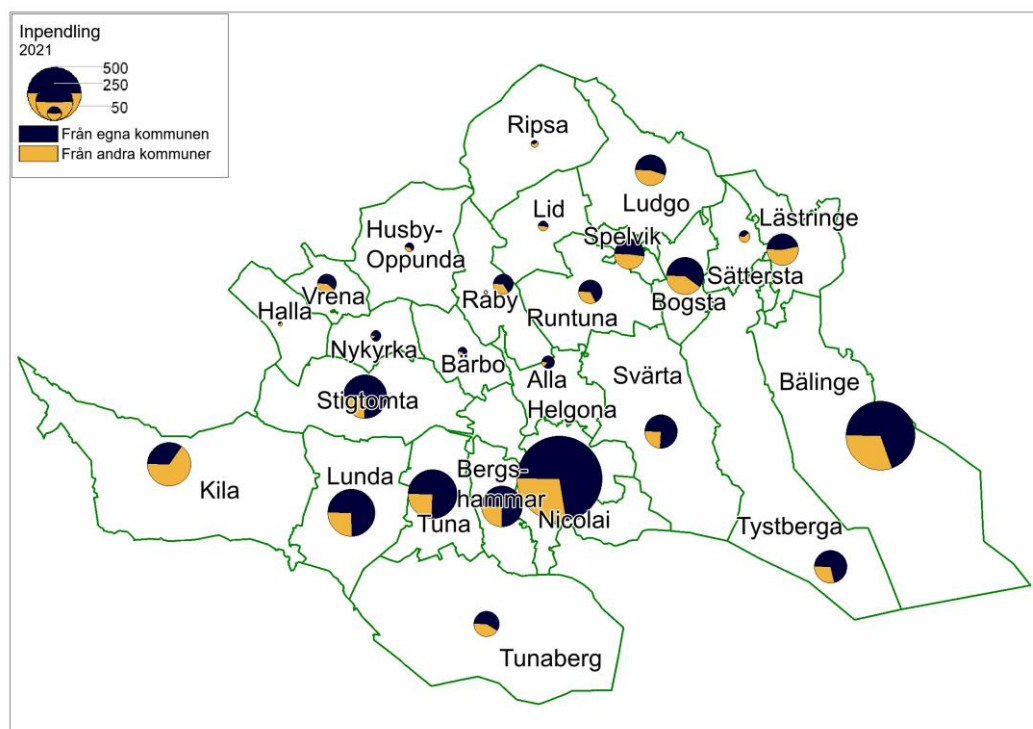 Inpendling
2021
500
250
50
Från egna kommunen
Från andra kommuner
Ripsa
Ludgo
Lid
Lästringe
Husby-
Oppunda
Spelvik
Sättersta
Vrena
Råby
Bogsta
Halla
Runtuna
Nykyrka
Bärbo
Alla
Helgona
Svärta
Bälinge
Stigtomta
Kila
Lunda
Bergs-
hammar
Tuna
Nicolai
Tystberga
Tunaberg